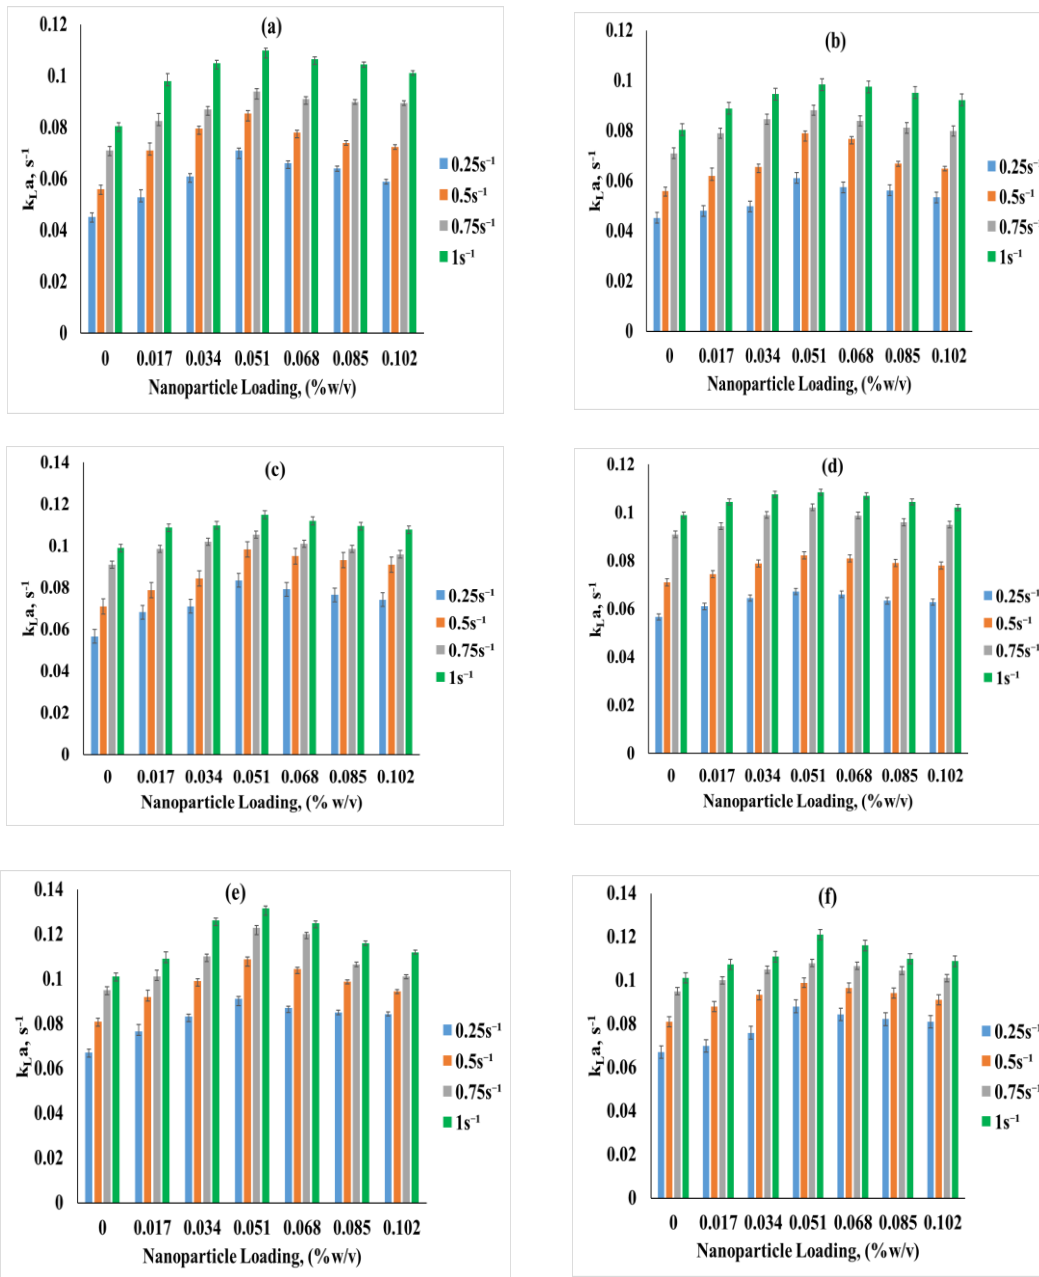 (a)
0.12
0.1
0.08
0.06
0.04
0.02
0
kLa, s⁻¹
0 0.017 0.034 0.051 0.068 0.085 0.102
Nanoparticle Loading, (%w/v)
0.25s⁻¹
0.5s⁻¹
0.75s⁻¹
1s⁻¹
(b)
0.12
0.1
0.08
0.06
0.04
0.02
0
kLa, s⁻¹
0 0.017 0.034 0.051 0.068 0.085 0.102
Nanoparticle Loading, (%w/v)
0.25s⁻¹
0.5s⁻¹
0.75s⁻¹
1s⁻¹
(c)
0.14
0.12
0.1
0.08
0.06
0.04
0.02
0
kLa, s⁻¹
0 0.017 0.034 0.051 0.068 0.085 0.102
Nanoparticle Loading, (% w/v)
0.25s⁻¹
0.5s⁻¹
0.75s⁻¹
1s⁻¹
(d)
0.12
0.1
0.08
0.06
0.04
0.02
0
kLa, s⁻¹
0 0.017 0.034 0.051 0.068 0.085 0.102
Nanoparticle Loading, (%w/v)
0.25s⁻¹
0.5s⁻¹
0.75s⁻¹
1s⁻¹
(e)
0.14
0.12
0.1
0.08
0.06
0.04
0.02
0
kLa, s⁻¹
0 0.017 0.034 0.051 0.068 0.085 0.102
Nanoparticle Loading, (%w/v)
0.25s⁻¹
0.5s⁻¹
0.75s⁻¹
1s⁻¹
(f)
0.14
0.12
0.1
0.08
0.06
0.04
0.02
0
kLa, s⁻¹
0 0.017 0.034 0.051 0.068 0.085 0.102
Nanoparticle Loading, (%w/v)
0.25s⁻¹
0.5s⁻¹
0.75s⁻¹
1s⁻¹